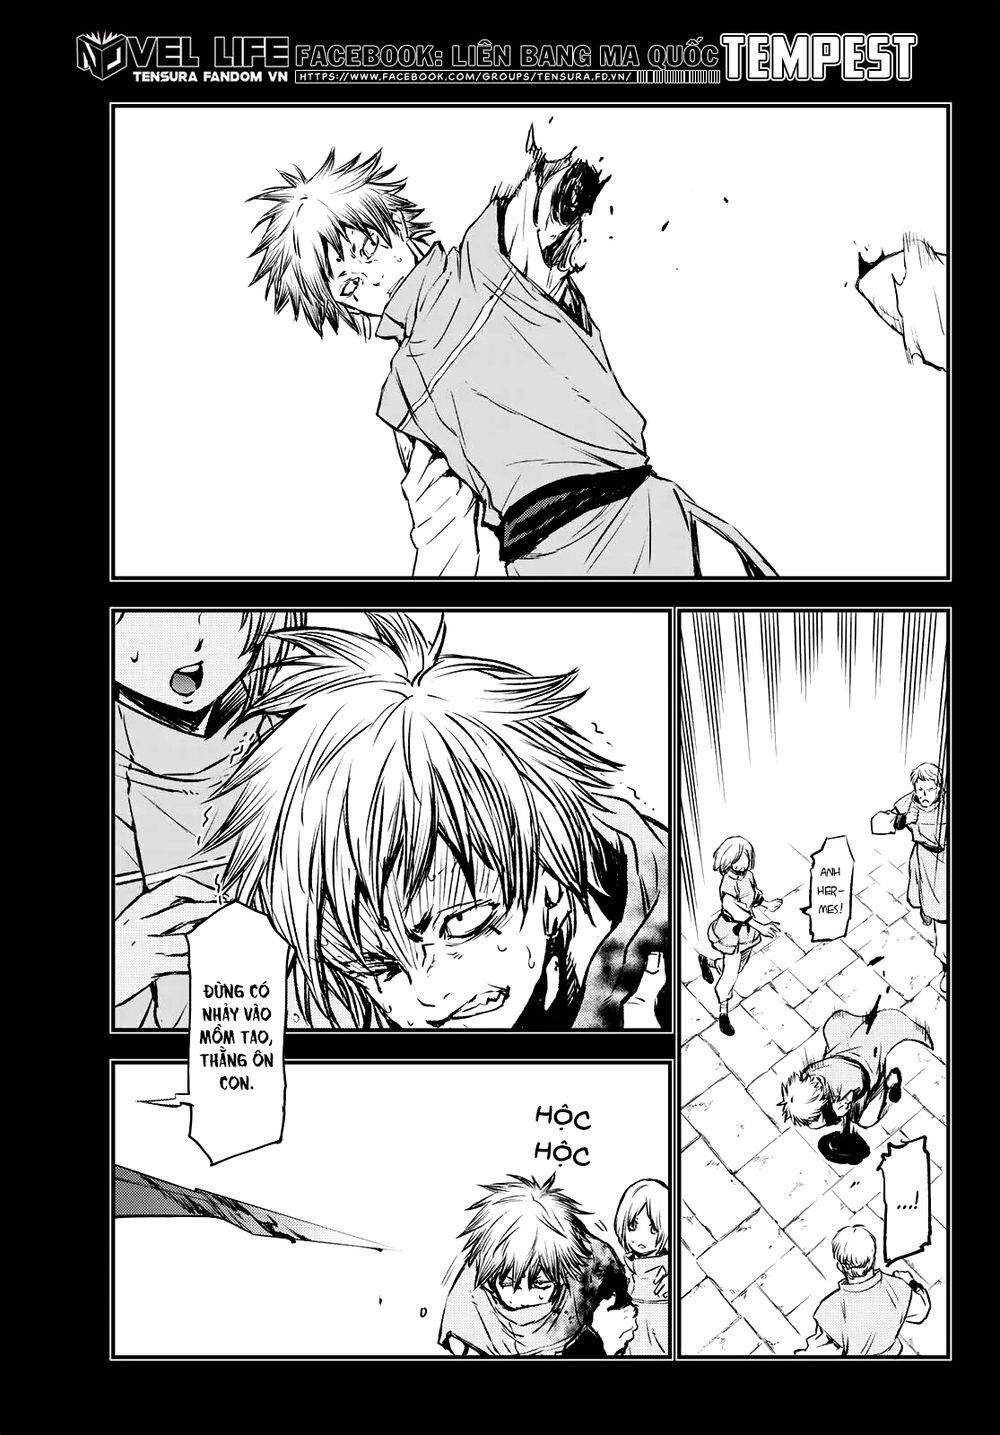 NOVEL LIFE
TENSURA FANDOM VN
FACEBOOK: LIÊN BANG MA QUỐC
HTTPS://WWW.FACEBOOK.COM/GROUPS/TENSURA.FD.VN/
TEMPEST
ANH
HER-
MES!
....!
ĐỪNG CÓ
NHẢY VÀO
MỒM TAO,
THẰNG ÔN
CON.
HỘC
HỘC